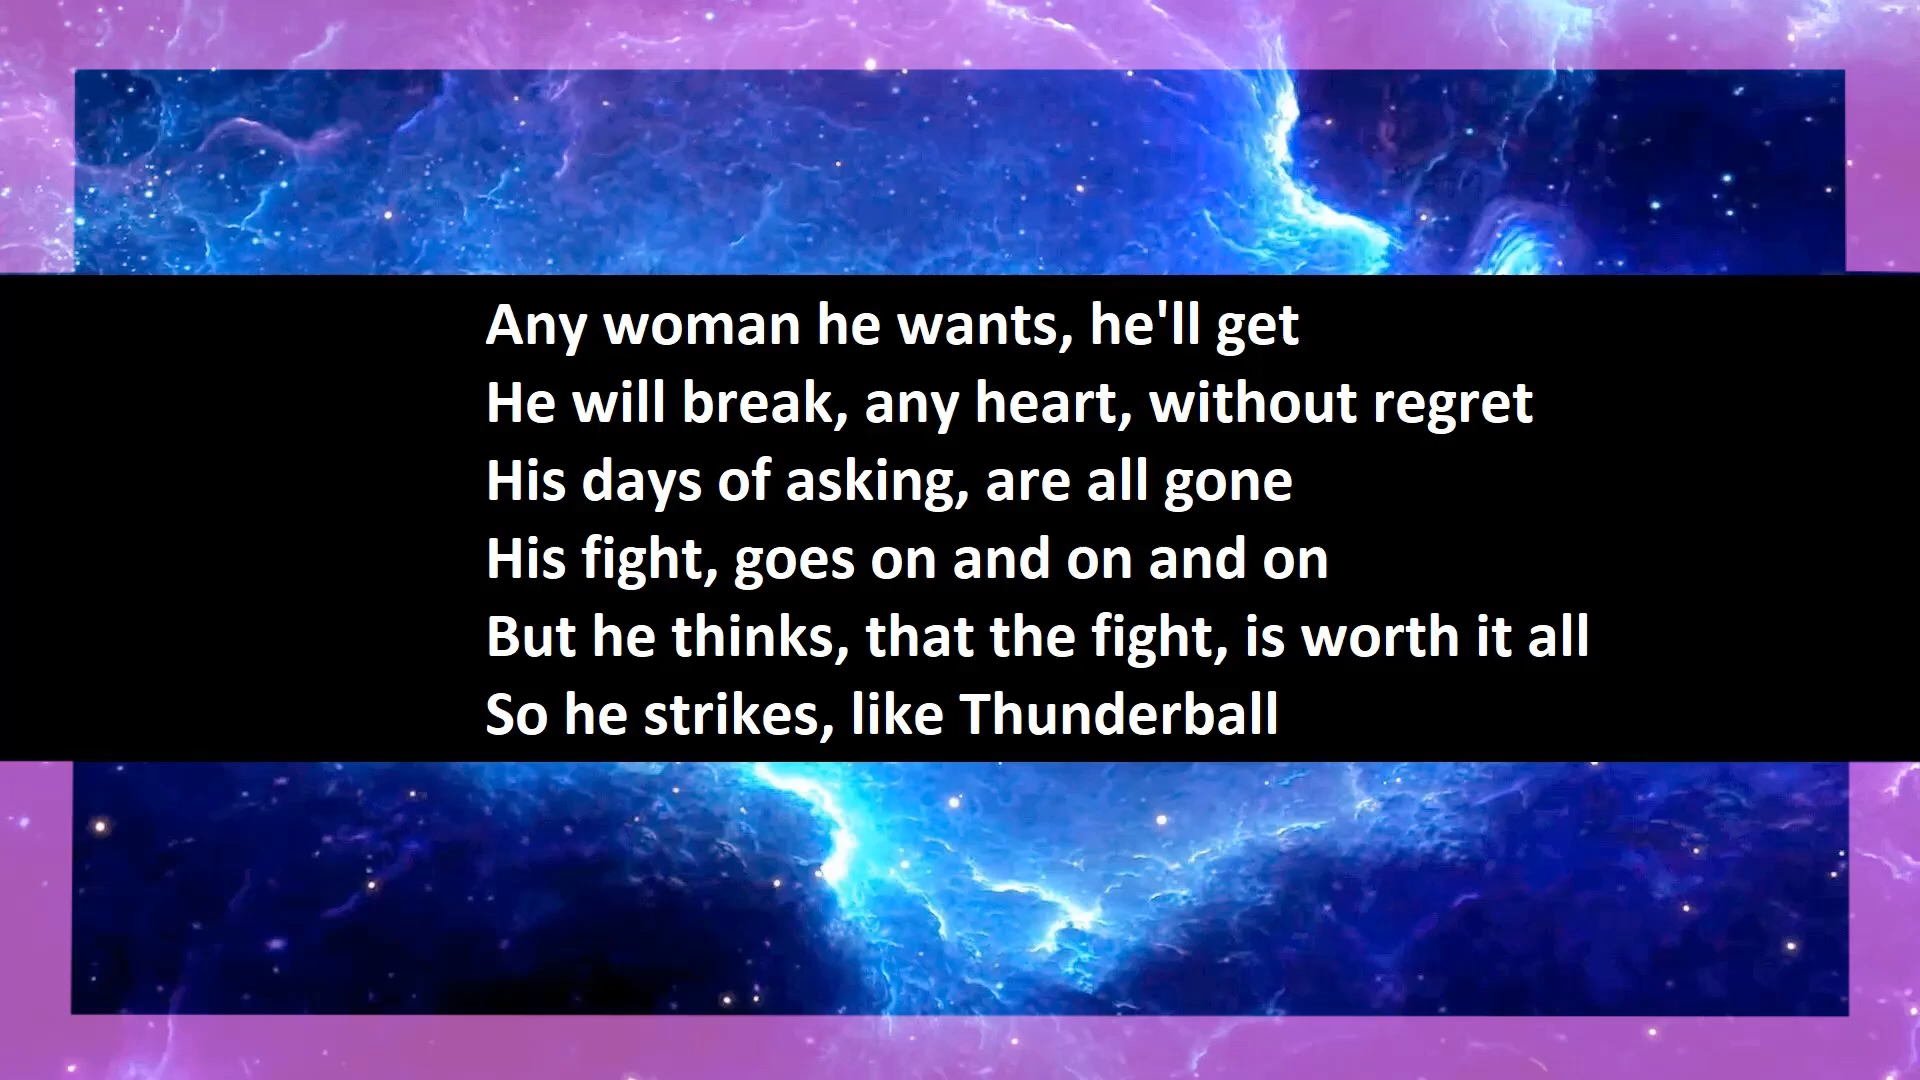 Any woman he wants, he'll get
He will break, any heart, without regret
His days of asking, are all gone
His fight, goes on and on and on
But he thinks, that the fight, is worth it all
So he strikes, like Thunderball